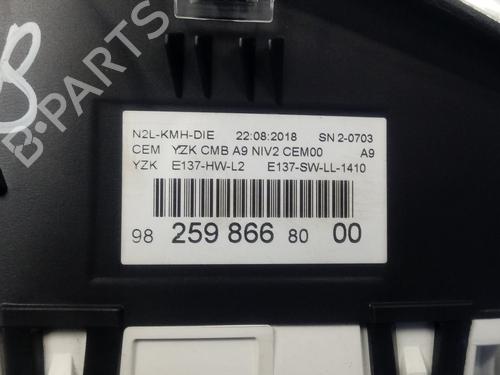 B-PARTS
N2L-KMH-DIE 22:08:2018 SN 2-0703
CEM YZK CMB A9 NIV2 CEM00 A9
YZK E137-HW-L2 E137-SW-LL-1410
98 259 866 80 00